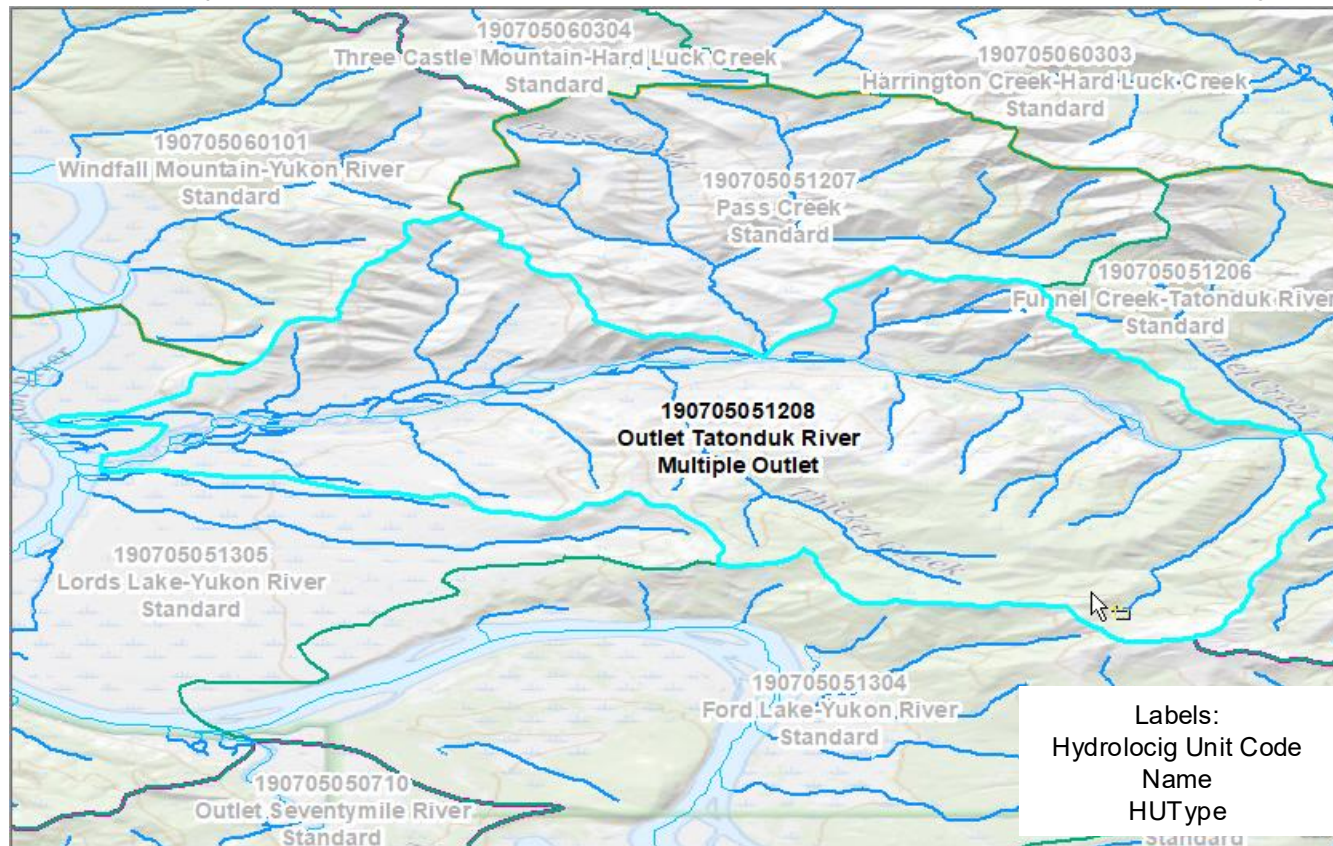 190705060304
Three Castle Mountain-Hard Luck Creek
Standard
190705060303
Harrington Creek-Hard Luck Creek
Standard
190705060101
Windfall Mountain-Yukon River
Standard
190705051207
Pass Creek
Standard
190705051206
Funnel Creek-Tatonduk River
Standard
190705051208
Outlet Tatonduk River
Multiple Outlet
Thicket Creek
190705051305
Lords Lake-Yukon River
Standard
190705051304
Ford Lake-Yukon River
Standard
190705050710
Outlet Seventymile River
Standard
Labels:
Hydrolocig Unit Code
Name
HUType
Standard